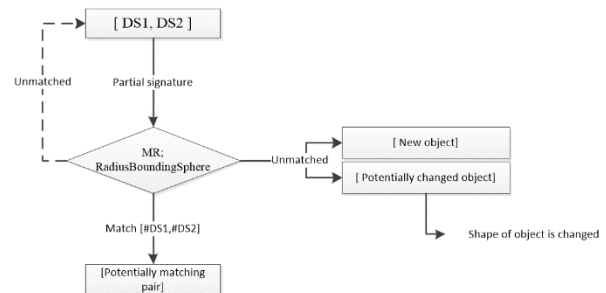 [ DS1, DS2 ]
Unmatched
Partial signature
MR;
RadiusBoundingSphere
Unmatched
[ New object]
[ Potentially changed object]
Match [#DS1,#DS2]
Shape of object is changed
[Potentially matching
pair]